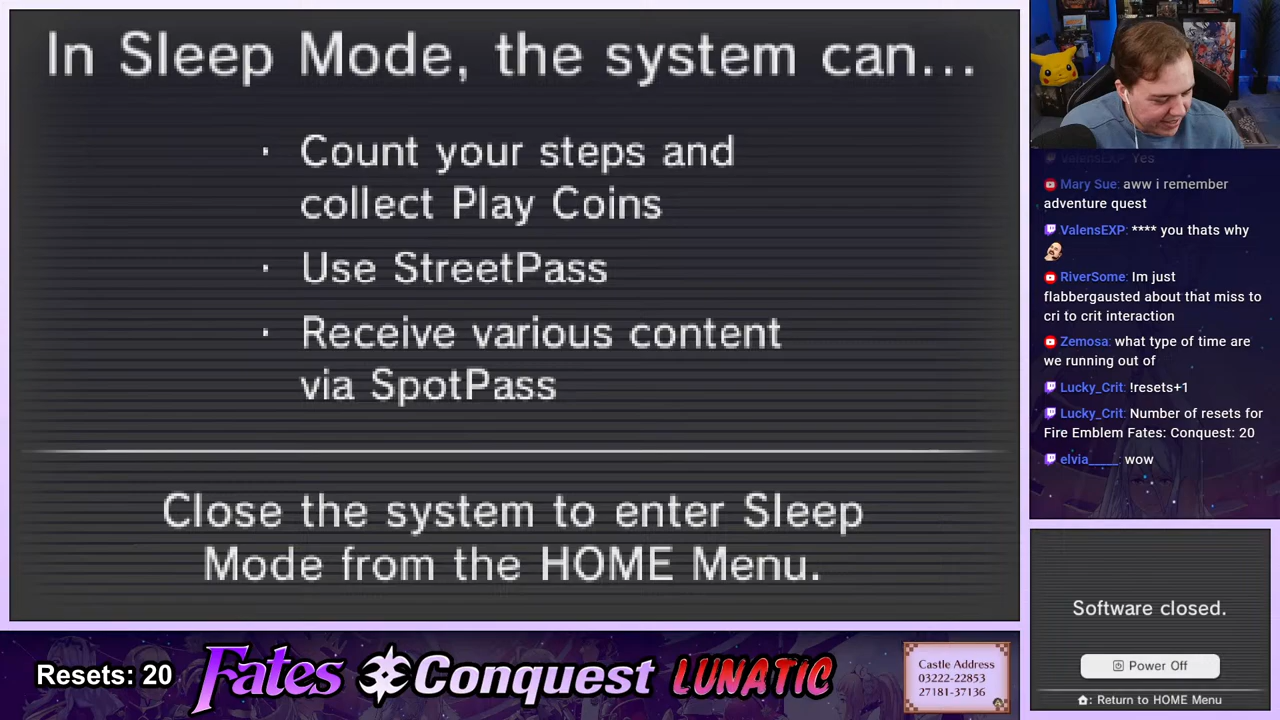 In Sleep Mode, the system can...
· Count your steps and
collect Play Coins
· Use StreetPass
· Receive various content
via SpotPass
Close the system to enter Sleep
Mode from the HOME Menu.
ValensEXP: Yes
Mary Sue: aww i remember
adventure quest
ValensEXP: **** you thats why
RiverSome: Im just
flabbergausted about that miss to
cri to crit interaction
Zemosa: what type of time are
we running out of
Lucky_Crit: !resets+1
Lucky_Crit: Number of resets for
Fire Emblem Fates: Conquest: 20
elvia_____: wow
Software closed.
Power Off
: Return to HOME Menu
Resets: 20
Fates Conquest LUNATIC
Castle Address
03222-22853
27181-37136